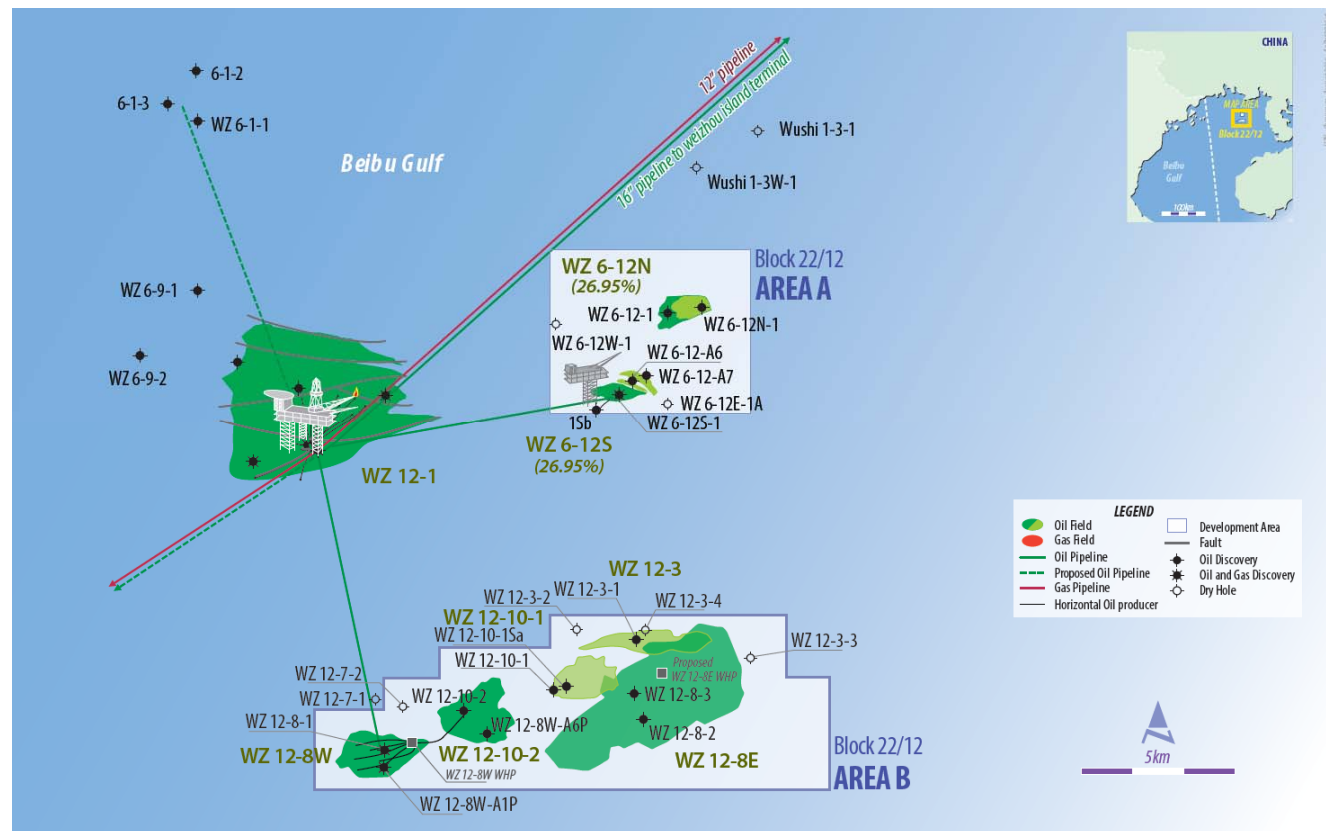 6-1-2
6-1-3
WZ 6-1-1
Beibu Gulf
12" pipeline
16" pipeline to weizhou island terminal
Wushi 1-3-1
Wushi 1-3W-1
CHINA
MAP AREA
Block 22/12
Beibu
Gulf
100km
WZ 6-9-1
WZ 6-9-2
WZ 12-1
Block 22/12
AREA A
WZ 6-12N
(26.95%)
WZ 6-12-1
WZ 6-12N-1
WZ 6-12W-1
WZ 6-12-A6
WZ 6-12-A7
WZ 6-12E-1A
1Sb
WZ 6-12S-1
WZ 6-12S
(26.95%)
LEGEND
Oil Field
Gas Field
Oil Pipeline
Proposed Oil Pipeline
Gas Pipeline
Horizontal Oil producer
Development Area
Fault
Oil Discovery
Oil and Gas Discovery
Dry Hole
WZ 12-3
WZ 12-3-1
WZ 12-3-2
WZ 12-3-4
WZ 12-10-1
WZ 12-10-1Sa
WZ 12-3-3
WZ 12-10-1
Proposed
WZ 12-8E WHP
WZ 12-7-2
WZ 12-7-1
WZ 12-10-2
WZ 12-8-3
WZ 12-8-1
WZ 12-8W-A6P
WZ 12-8-2
WZ 12-8W
WZ 12-10-2
WZ 12-8E
WZ 12-8W WHP
WZ 12-8W-A1P
Block 22/12
AREA B
5km